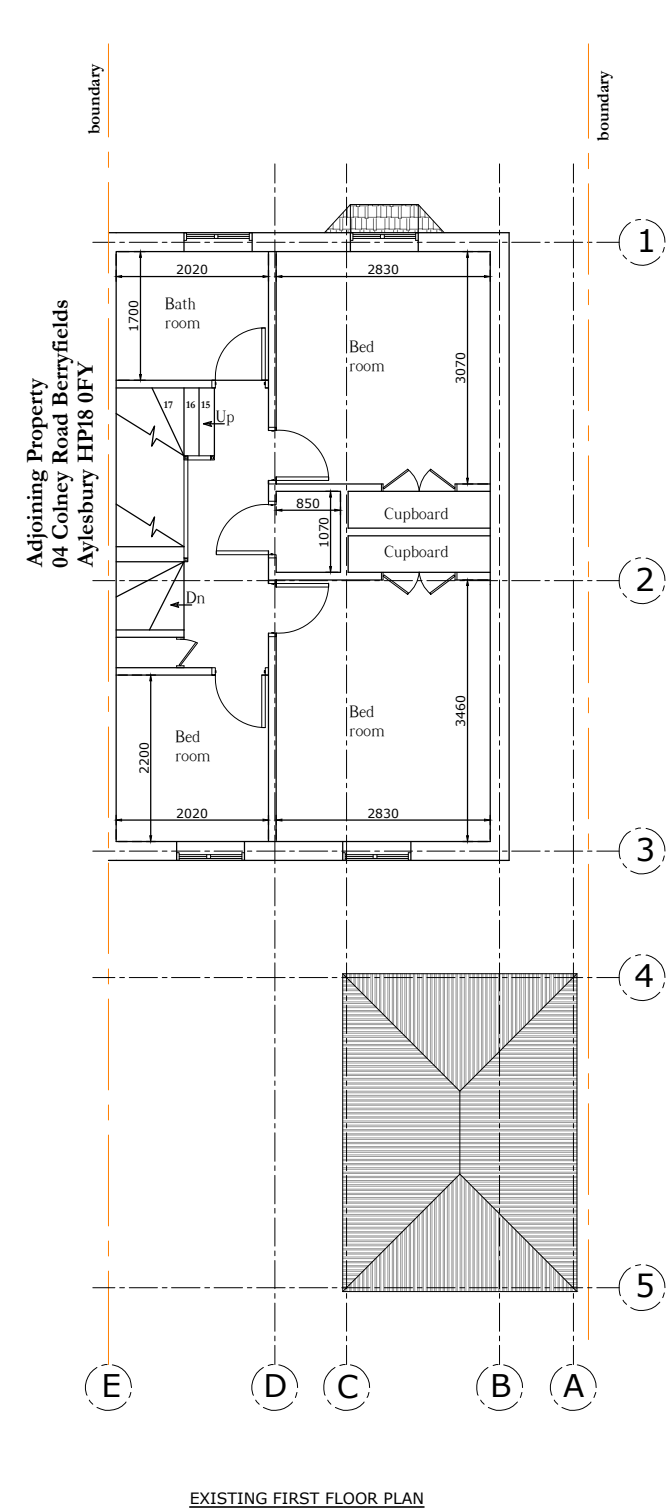 boundary
boundary
1
2020
2830
Bath
room
1700
Bed
room
3070
Adjoining Property
04 Colney Road Berryfields
Aylesbury HP18 0FY
17 16 15
Up
850
1070
Cupboard
Cupboard
2
Dn
Bed
room
3460
Bed
room
2200
2020
2830
3
4
5
E D C B A
EXISTING FIRST FLOOR PLAN